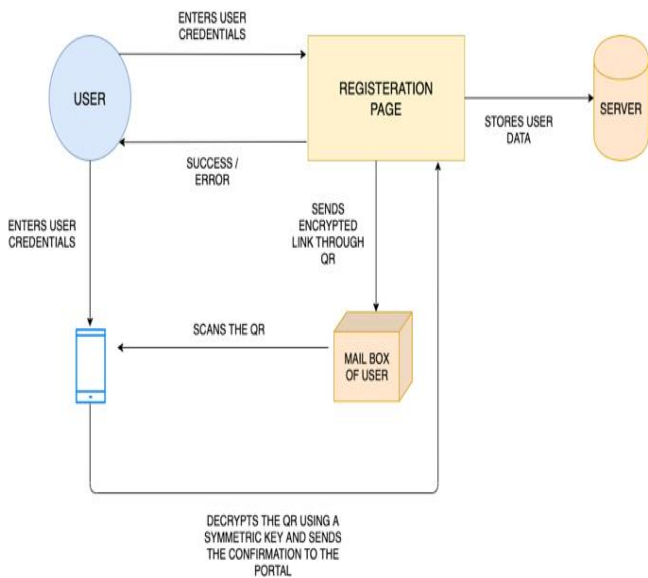 ENTERS USER
CREDENTIALS
USER
REGISTERATION
PAGE
SERVER
STORES USER
DATA
SUCCESS /
ERROR
ENTERS USER
CREDENTIALS
SENDS
ENCRYPTED
LINK THROUGH
QR
SCANS THE QR
MAIL BOX
OF USER
DECRYPTS THE QR USING A
SYMMETRIC KEY AND SENDS
THE CONFIRMATION TO THE
PORTAL